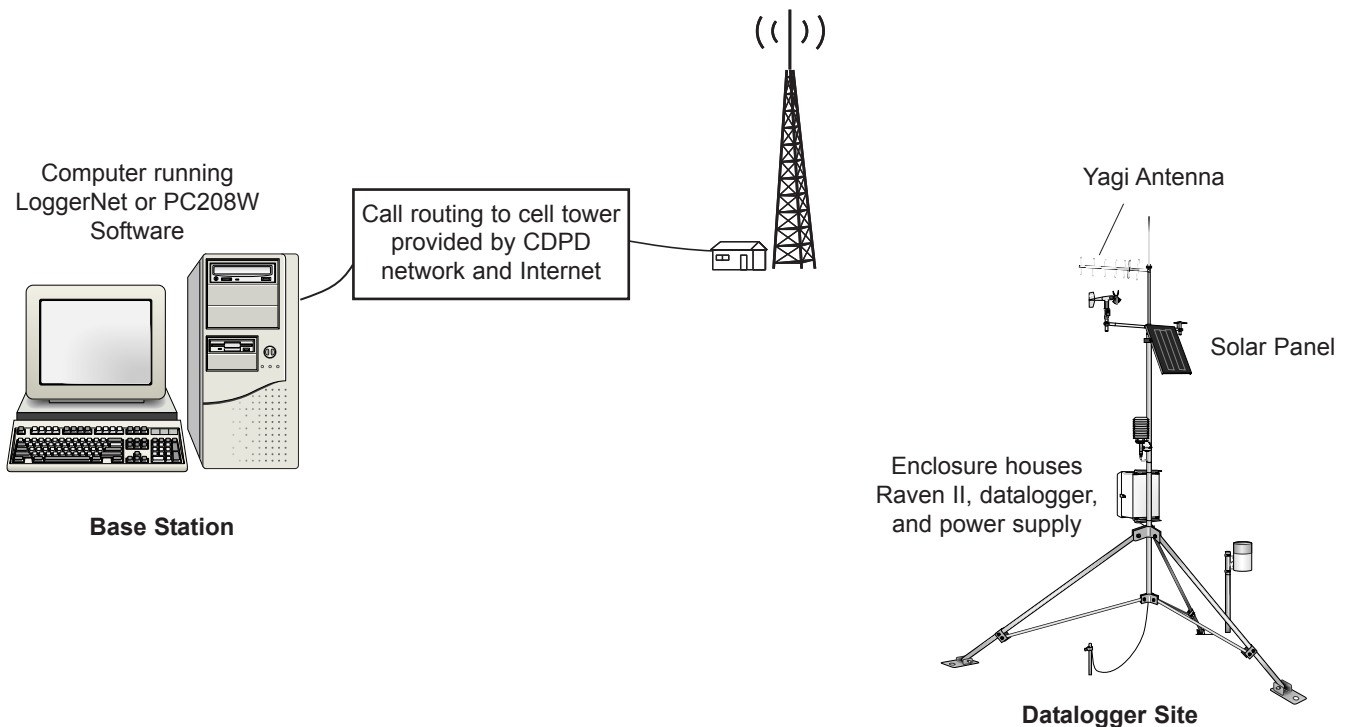 Computer running
LoggerNet or PC208W
Software
Call routing to cell tower
provided by CDPD
network and Internet
Yagi Antenna
Solar Panel
Enclosure houses
Raven II, datalogger,
and power supply
Base Station
Datalogger Site